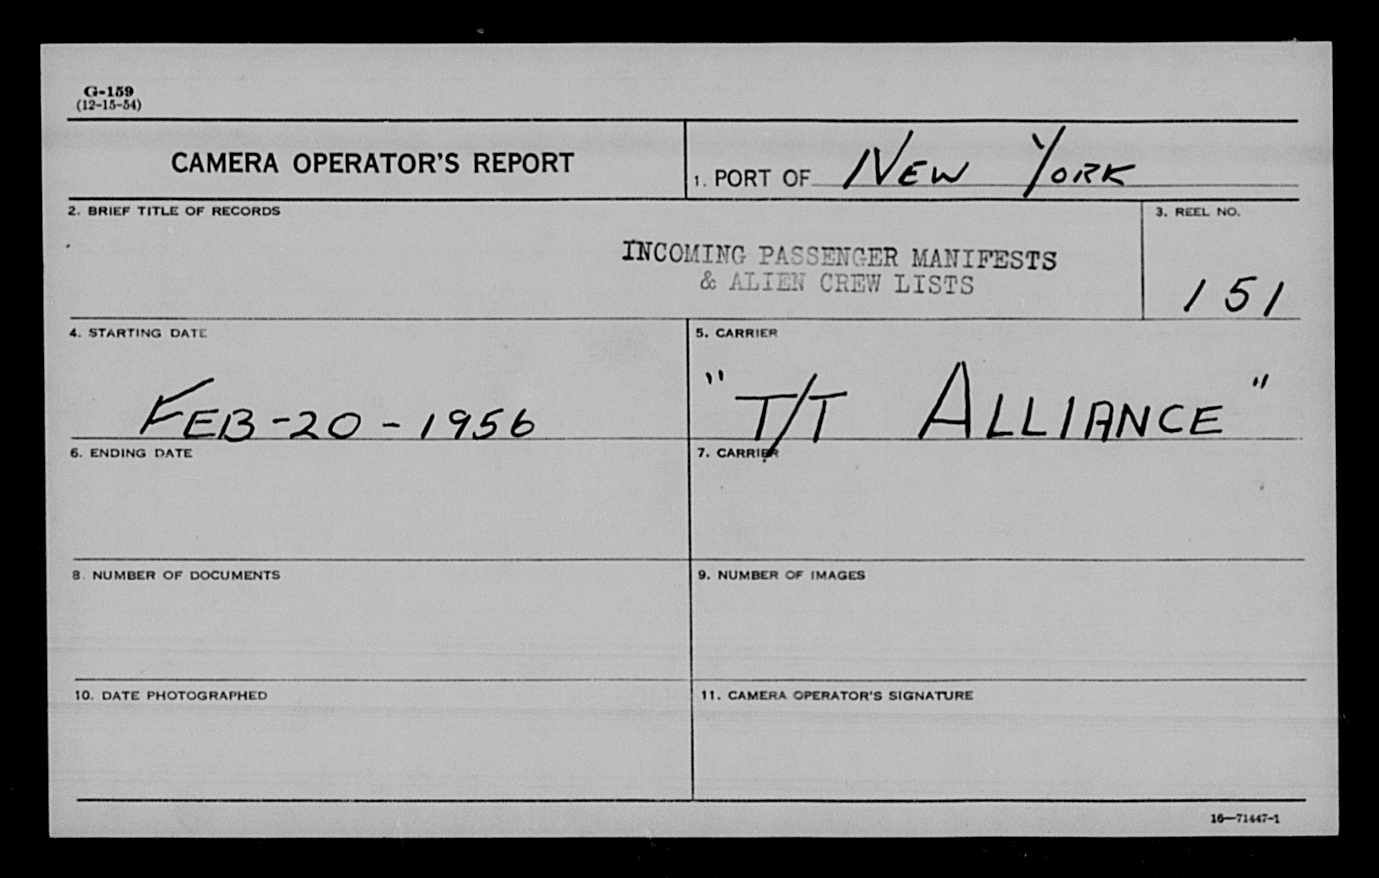 G-159
(12-15-54)
CAMERA OPERATOR'S REPORT
1. PORT OF NEW YORK
2. BRIEF TITLE OF RECORDS
INCOMING PASSENGER MANIFESTS
& ALIEN CREW LISTS
3. REEL NO.
151
4. STARTING DATE
FEB-20-1956
5. CARRIER
"T/T ALLIANCE"
6. ENDING DATE
7. CARRIER
8. NUMBER OF DOCUMENTS
9. NUMBER OF IMAGES
10. DATE PHOTOGRAPHED
11. CAMERA OPERATOR'S SIGNATURE
16—71447-1